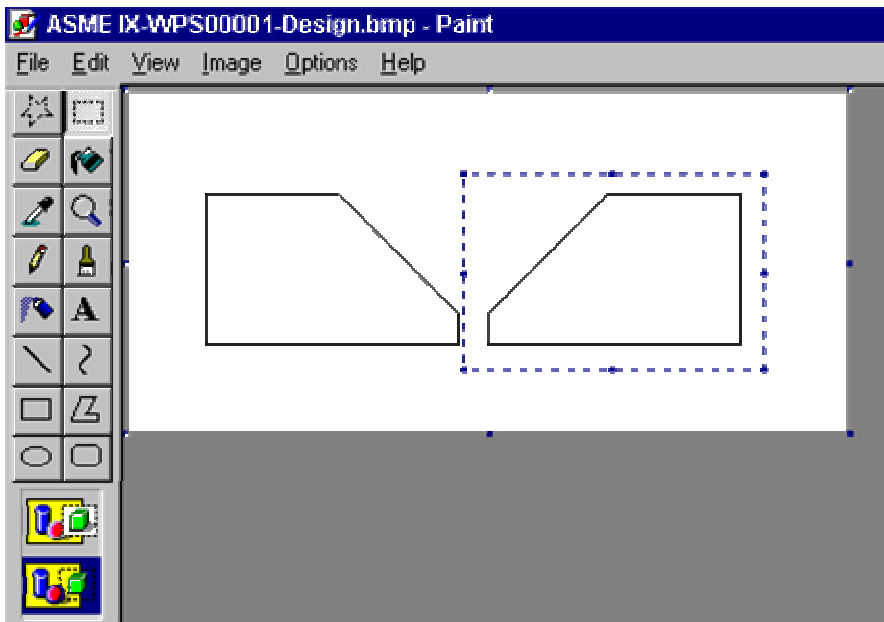 ASME IX-WPS00001-Design.bmp - Paint
File Edit View Image Options Help
A